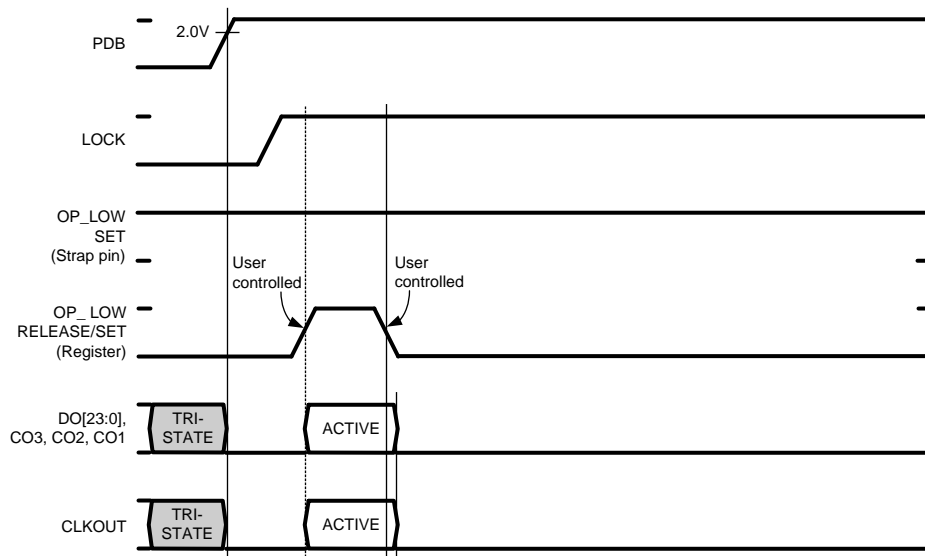 PDB
2.0V
LOCK
OP_LOW
SET
(Strap pin)
User
controlled
User
controlled
OP_ LOW
RELEASE/SET
(Register)
DO[23:0],
CO3, CO2, CO1
TRI-
STATE
ACTIVE
CLKOUT
TRI-
STATE
ACTIVE